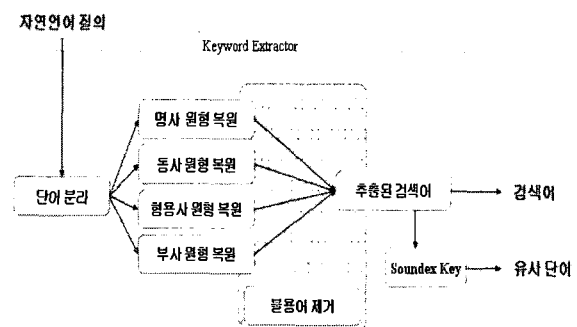 자연언어 질의
Keyword Extractor
명사 원형 복원
동사 원형 복원
단어 분리
형용사 원형 복원
부사 원형 복원
추출된 검색어
검색어
Soundex Key
유사 단어
불용어 제거